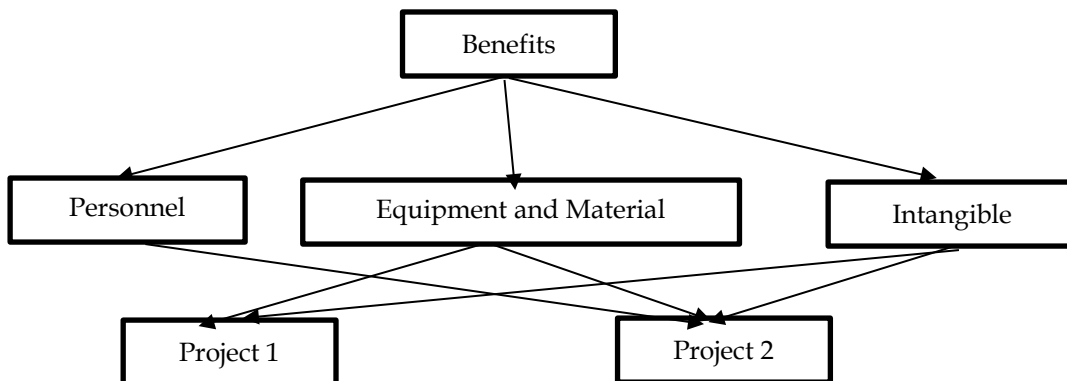 Benefits
Personnel
Equipment and Material
Intangible
Project 1
Project 2